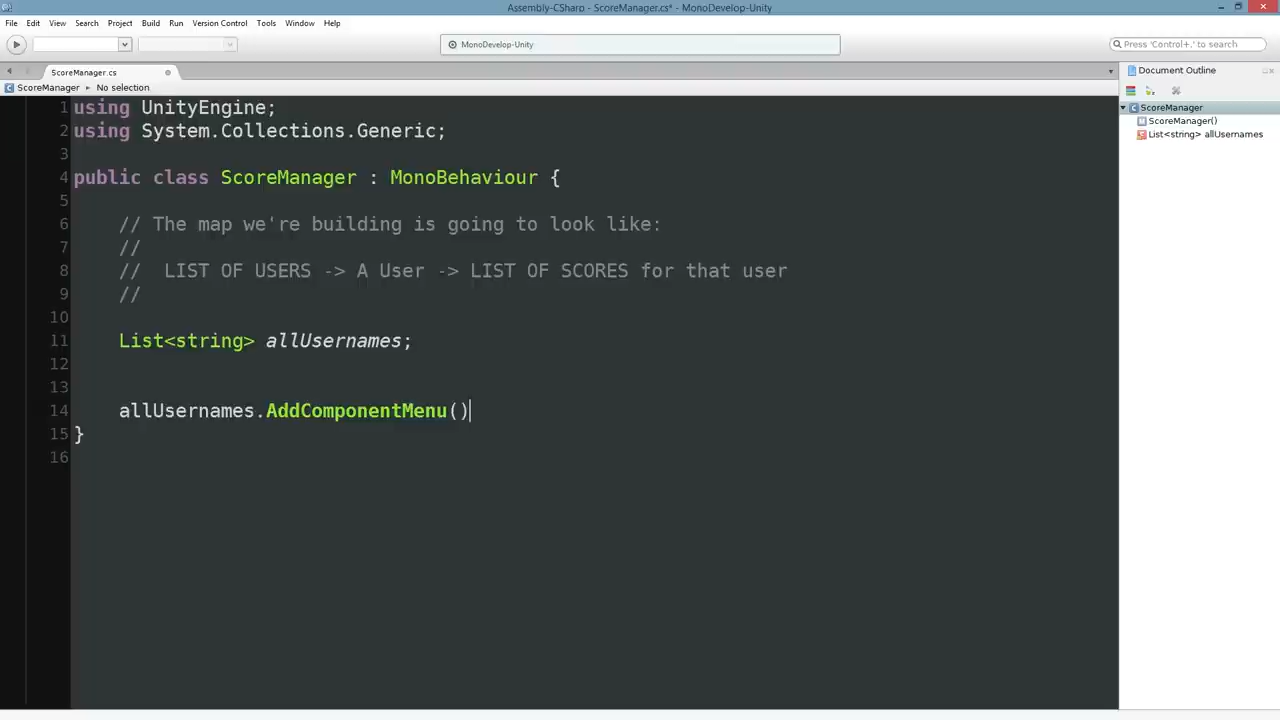 Assembly-CSharp - ScoreManager.cs* - MonoDevelop-Unity
File Edit View Search Project Build Run Version Control Tools Window Help
MonoDevelop-Unity
Press 'Control+,' to search
ScoreManager.cs
ScoreManager ▸ No selection
Document Outline
ScoreManager
ScoreManager()
List<string> allUsernames
1 using UnityEngine;
2 using System.Collections.Generic;
3
4 public class ScoreManager : MonoBehaviour {
5
6 // The map we're building is going to look like:
7 //
8 // LIST OF USERS -> A User -> LIST OF SCORES for that user
9 //
10
11 List<string> allUsernames;
12
13
14 allUsernames.AddComponentMenu()
15 }
16